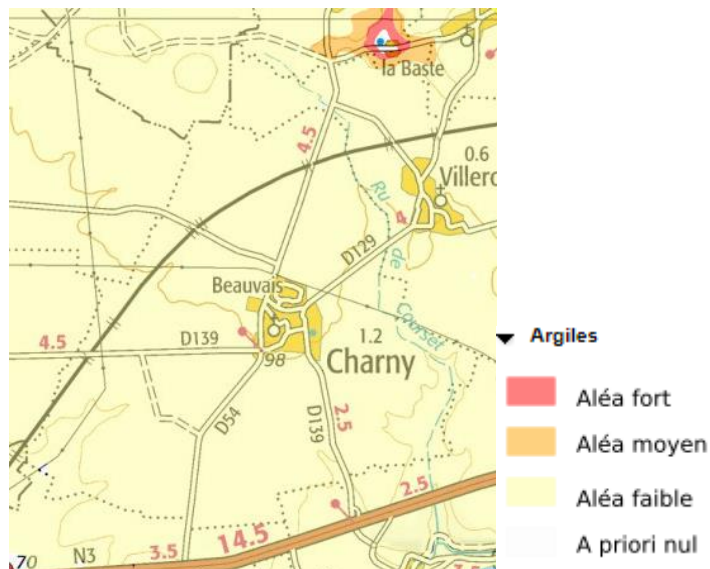 la Baste
4.5
0.6
Villero
Ru
4
de
D129
Courset
Beauvais
4.5
D139
1.2
98
Charny
D54
D139
2.5
2.5
14.5
3.5
N3
70
Argiles
Aléa fort
Aléa moyen
Aléa faible
A priori nul